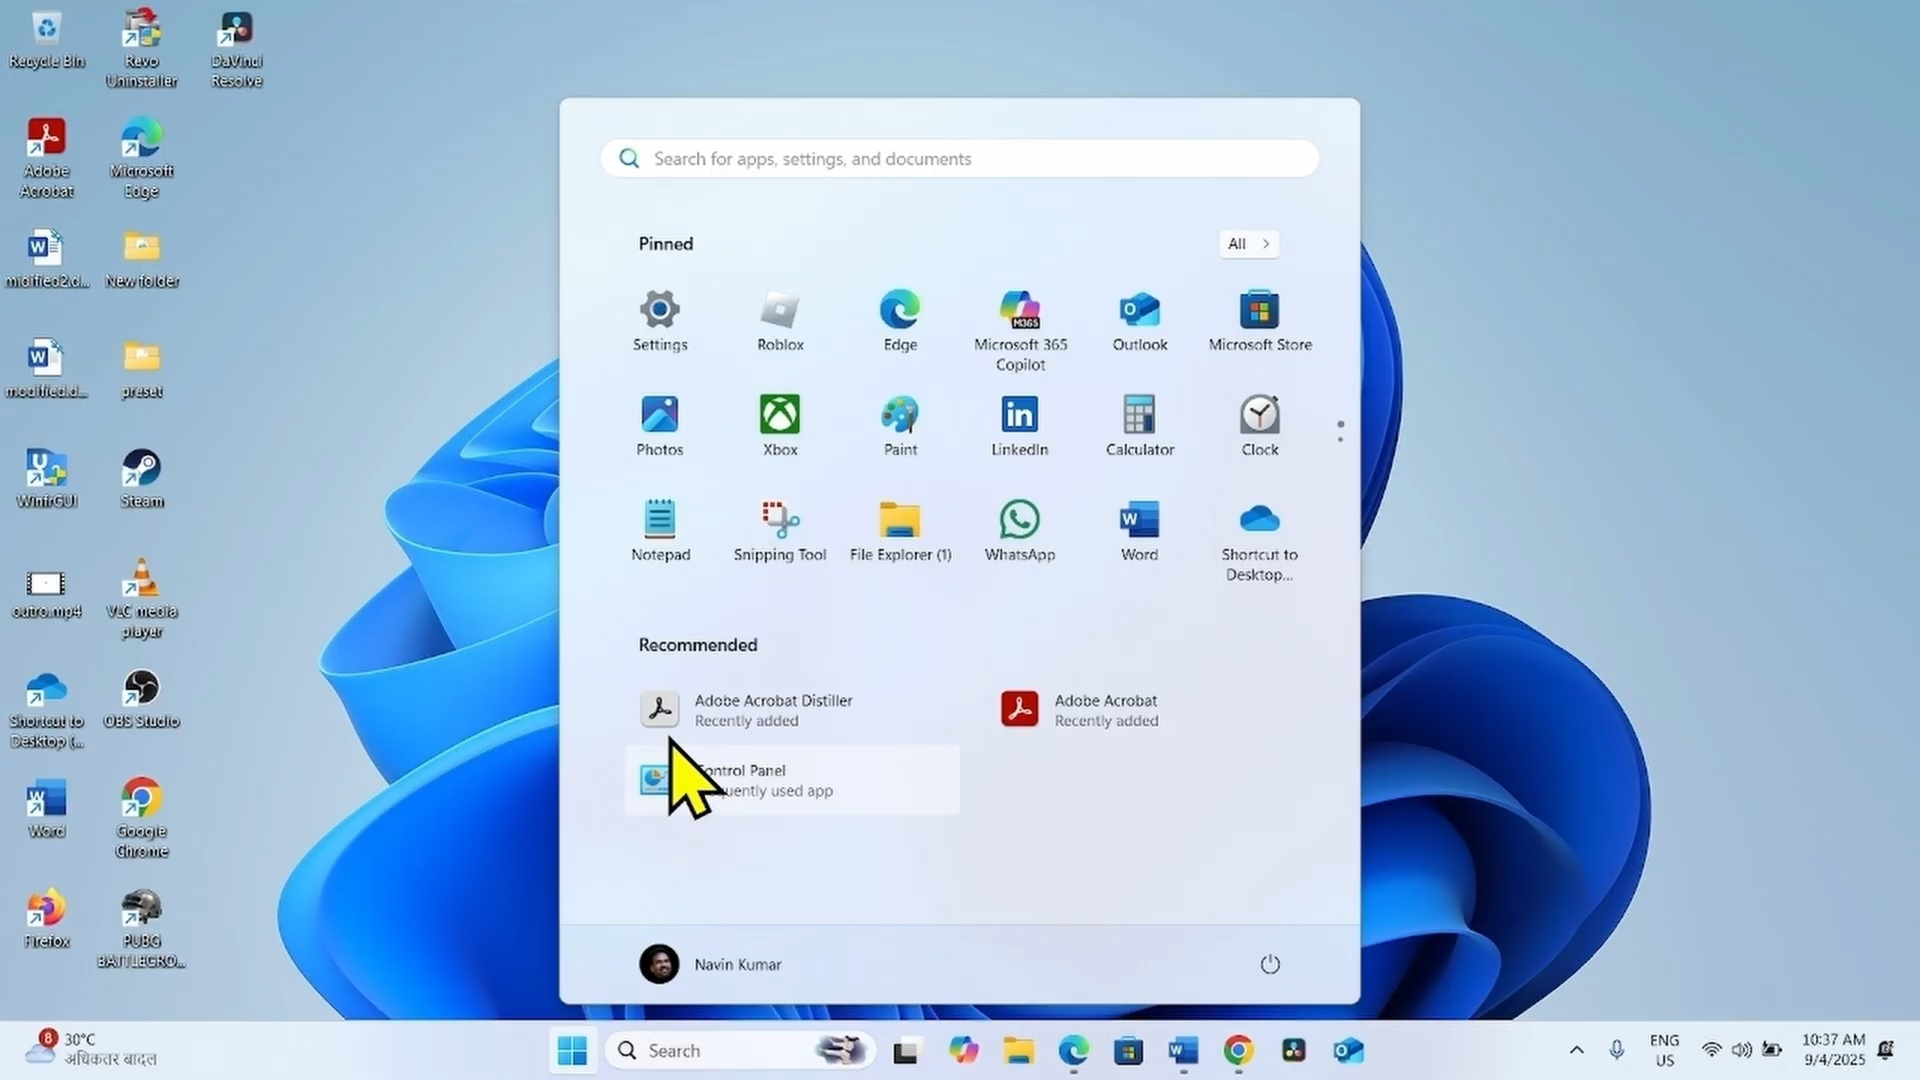 Recycle Bin
Revo
Uninstaller
DaVinci
Resolve
Adobe
Acrobat
Microsoft
Edge
midified2.d...
New folder
modified.d...
preset
WinfrGUI
Steam
outro.mp4
VLC media
player
Shortcut to
Desktop (...
OBS Studio
Word
Google
Chrome
Firefox
PUBG
BATTLEGRO...
Search for apps, settings, and documents
Pinned
All
Settings
Roblox
Edge
M365
Microsoft 365
Copilot
Outlook
Microsoft Store
Photos
Xbox
Paint
LinkedIn
Calculator
Clock
Notepad
Snipping Tool
File Explorer (1)
WhatsApp
Word
Shortcut to
Desktop...
Recommended
Adobe Acrobat Distiller
Recently added
Adobe Acrobat
Recently added
Control Panel
quently used app
Navin Kumar
8
30°C
अधिकतर बादल
Search
ENG
US
10:37 AM
9/4/2025